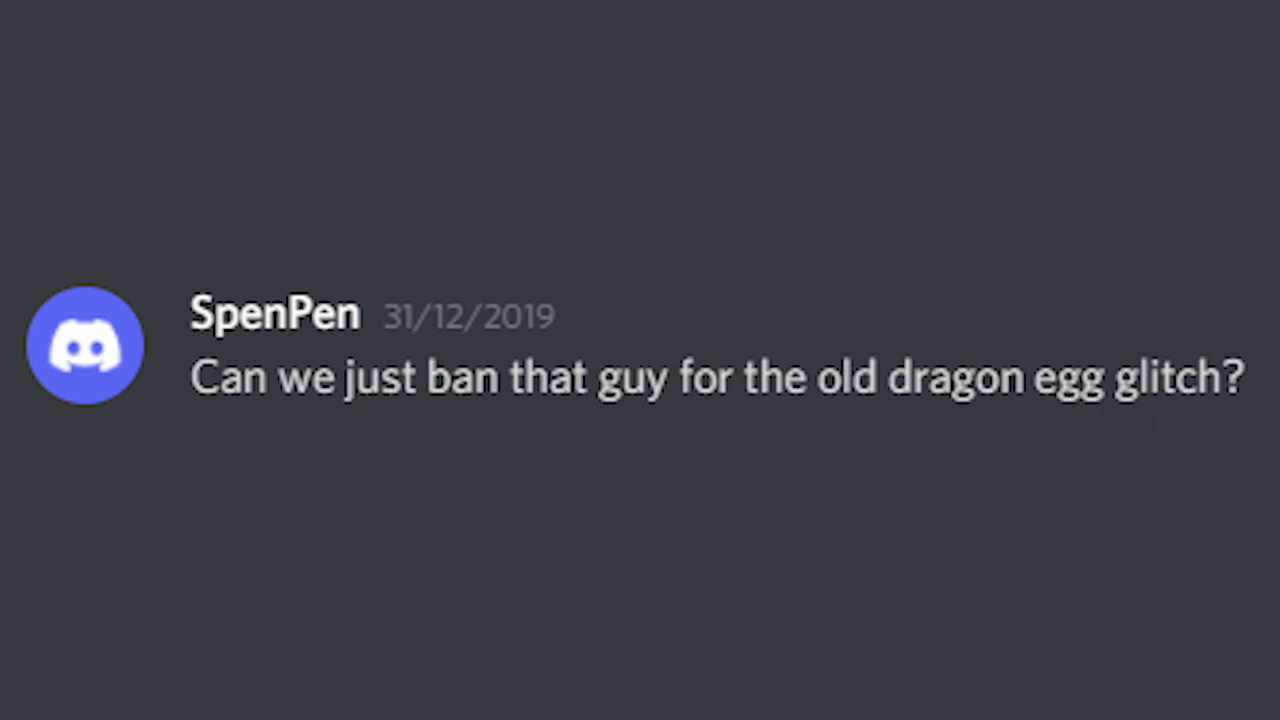 SpenPen 31/12/2019
Can we just ban that guy for the old dragon egg glitch?